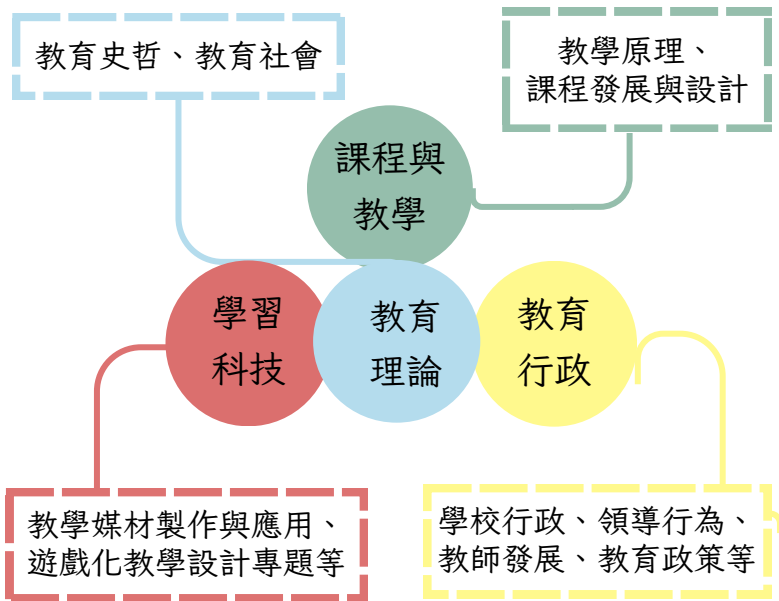 教育史哲、教育社會
教學原理、
課程發展與設計
課程與
教學
學習
科技
教育
理論
教育
行政
教學媒材製作與應用、
遊戲化教學設計專題等
學校行政、領導行為、
教師發展、教育政策等